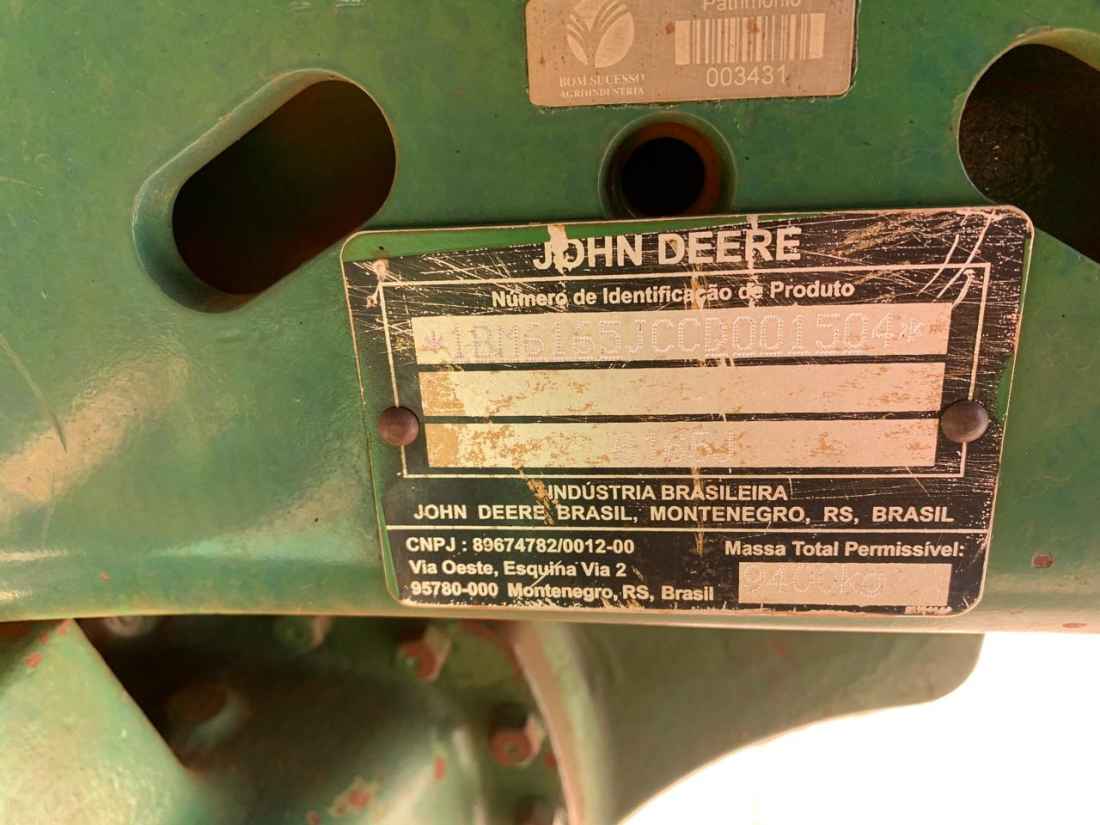 Patrimônio
BOM SUCESSO
AGROINDÚSTRIA
003431
JOHN DEERE
Número de Identificação de Produto
*1BM6165JCCD001504*
INDÚSTRIA BRASILEIRA
JOHN DEERE BRASIL, MONTENEGRO, RS, BRASIL
CNPJ : 89674782/0012-00
Via Oeste, Esquina Via 2
95780-000 Montenegro, RS, Brasil
Massa Total Permissível:
9400Kg